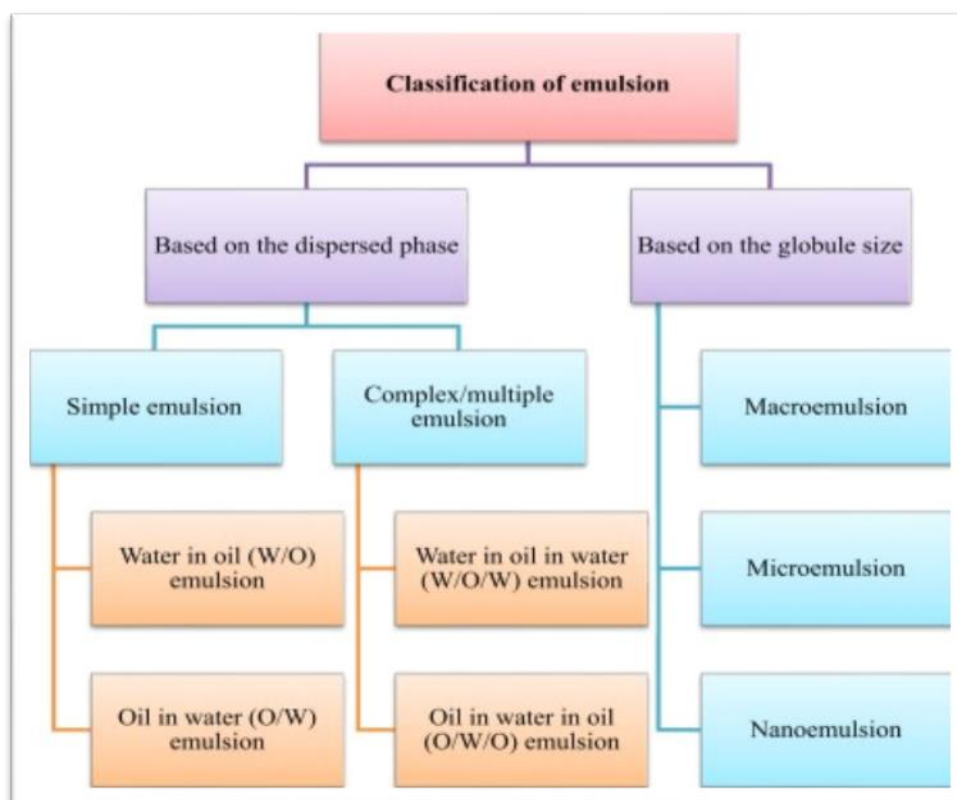 Classification of emulsion
Based on the dispersed phase
Based on the globule size
Simple emulsion
Complex/multiple
emulsion
Macroemulsion
Water in oil (W/O)
emulsion
Water in oil in water
(W/O/W) emulsion
Microemulsion
Oil in water (O/W)
emulsion
Oil in water in oil
(O/W/O) emulsion
Nanoemulsion